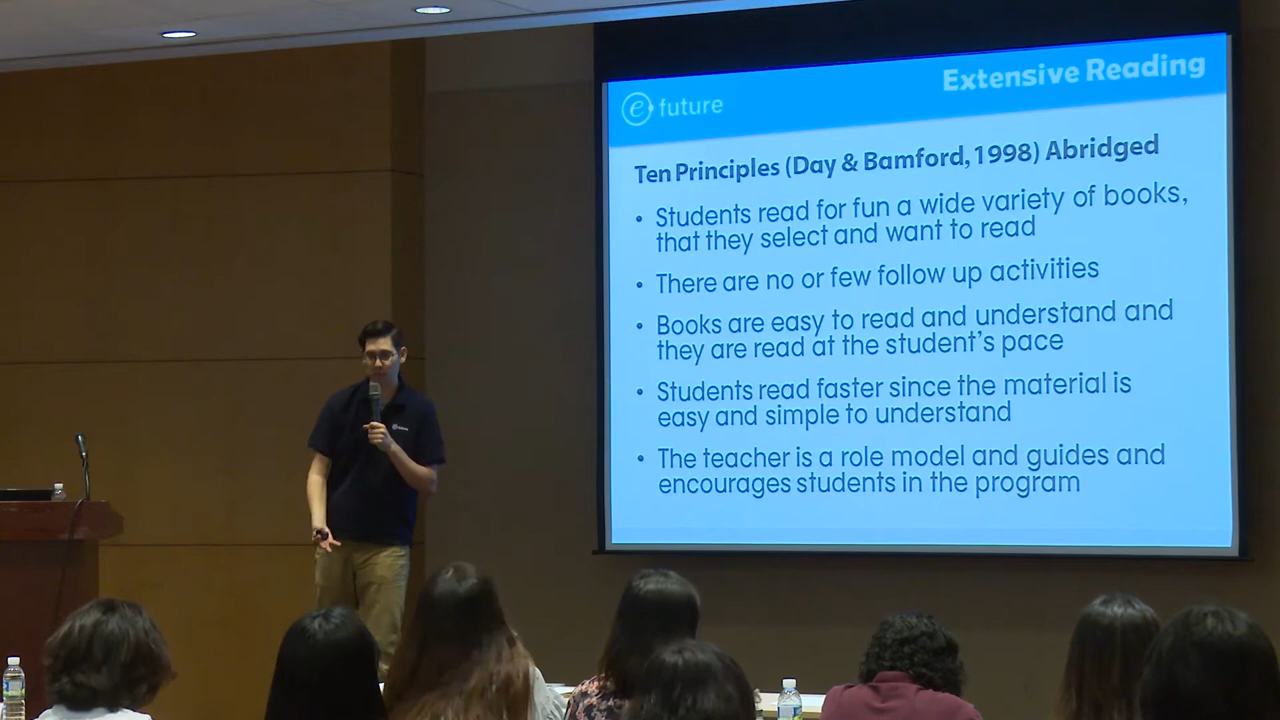 Extensive Reading
e future
Ten Principles (Day & Bamford, 1998) Abridged
• Students read for fun a wide variety of books,
that they select and want to read
• There are no or few follow up activities
• Books are easy to read and understand and
they are read at the student's pace
• Students read faster since the material is
easy and simple to understand
• The teacher is a role model and guides and
encourages students in the program